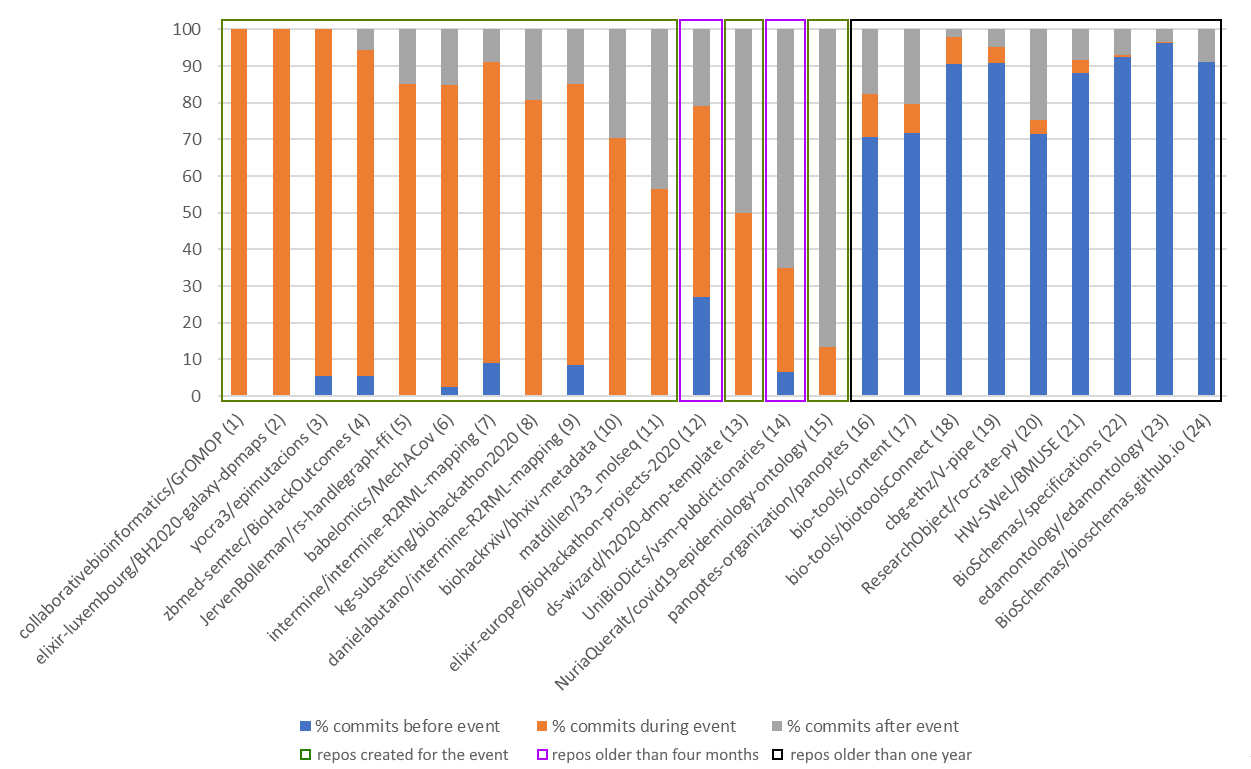 100
90
80
70
60
50
40
30
20
10
0
collaborativebioinformatics/GrOMOP (1)
elixir-luxembourg/BH2020-galaxy-dpmaps (2)
yocra3/epimutacions (3)
zbmed-semtec/BioHackOutcomes (4)
JervenBolleman/rs-handlegraph-ffi (5)
babelomics/MechACov (6)
intermine/intermine-R2RML-mapping (7)
kg-subsetting/biohackathon2020 (8)
danielabutano/intermine-R2RML-mapping (9)
biohackrxiv/bhxiv-metadata (10)
matdillen/33_molseq (11)
elixir-europe/BioHackathon-projects-2020 (12)
ds-wizard/h2020-dmp-template (13)
UniBioDicts/vsm-pubdictionaries (14)
NuriaQueralt/covid19-epidemiology-ontology (15)
panoptes-organization/panoptes (16)
bio-tools/content (17)
bio-tools/biotoolsConnect (18)
cbg-ethz/V-pipe (19)
ResearchObject/ro-crate-py (20)
HW-SWeL/BMUSE (21)
BioSchemas/specifications (22)
edamontology/edamontology (23)
BioSchemas/bioschemas.github.io (24)
% commits before event % commits during event % commits after event
repos created for the event repos older than four months repos older than one year